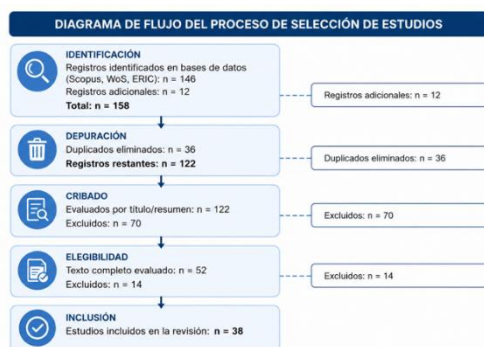 DIAGRAMA DE FLUJO DEL PROCESO DE SELECCIÓN DE ESTUDIOS
IDENTIFICACIÓN
Registros identificados en bases de datos
(Scopus, WoS, ERIC): n = 146
Registros adicionales: n = 12
Total: n = 158
Registros adicionales: n = 12
DEPURACIÓN
Duplicados eliminados: n = 36
Registros restantes: n = 122
Duplicados eliminados: n = 36
CRIBADO
Evaluados por título/resumen: n = 122
Excluidos: n = 70
Excluidos: n = 70
ELEGIBILIDAD
Texto completo evaluado: n = 52
Excluidos: n = 14
Excluidos: n = 14
INCLUSIÓN
Estudios incluidos en la revisión: n = 38